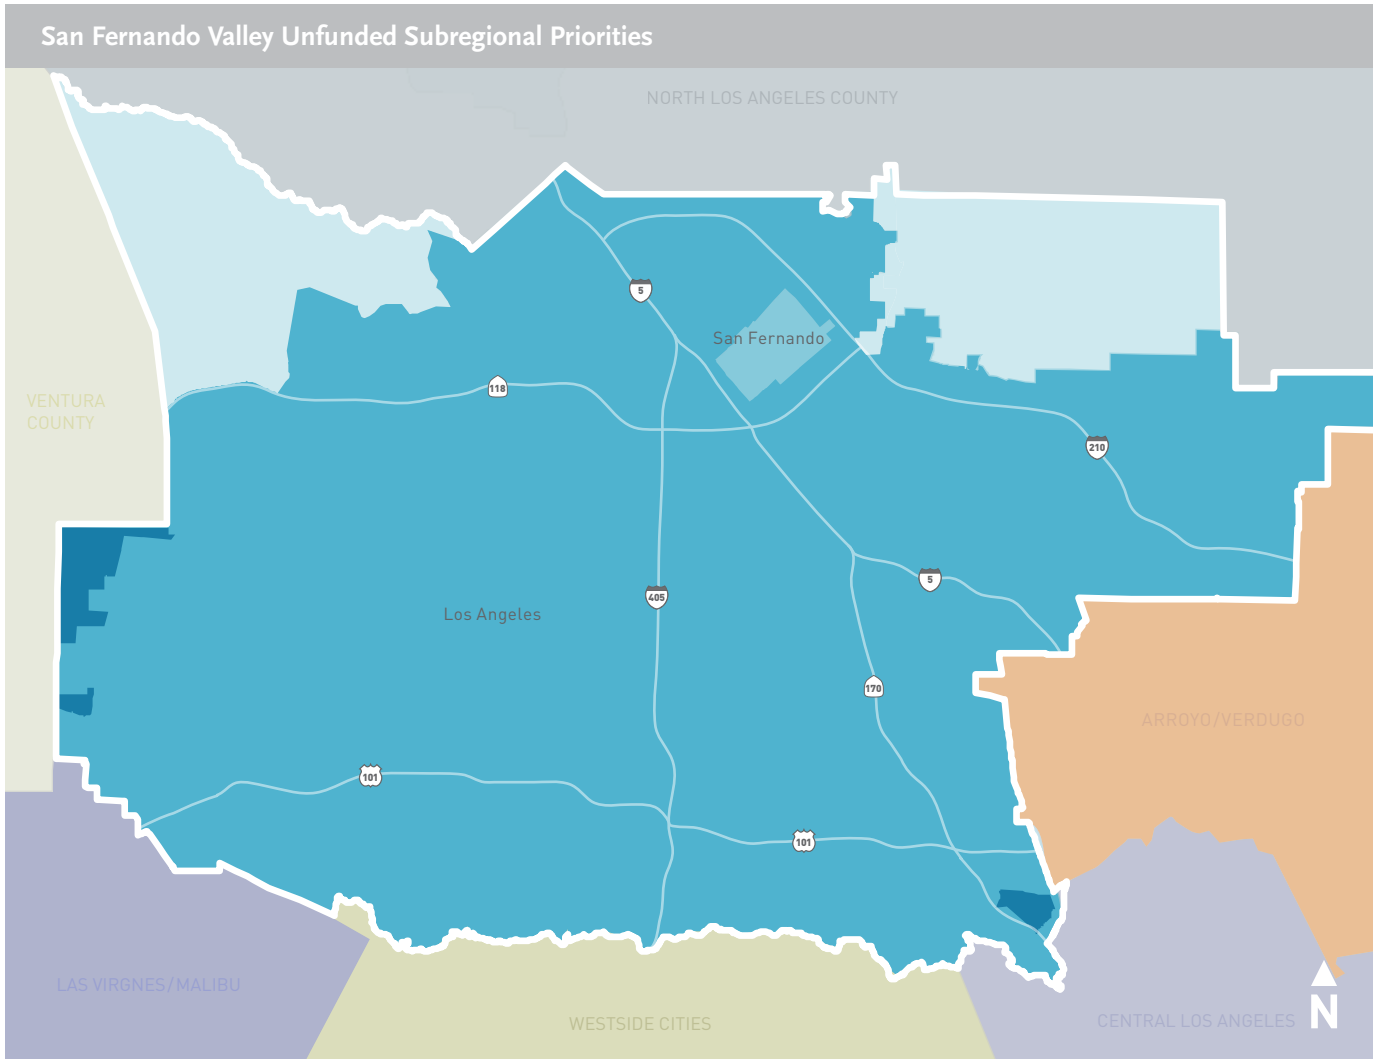 San Fernando Valley Unfunded Subregional Priorities
NORTH LOS ANGELES COUNTY
5
San Fernando
118
VENTURA
COUNTY
210
5
405
Los Angeles
170
ARROYO/VERDUGO
101
101
LAS VIRGNES/MALIBU
WESTSIDE CITIES
CENTRAL LOS ANGELES
N